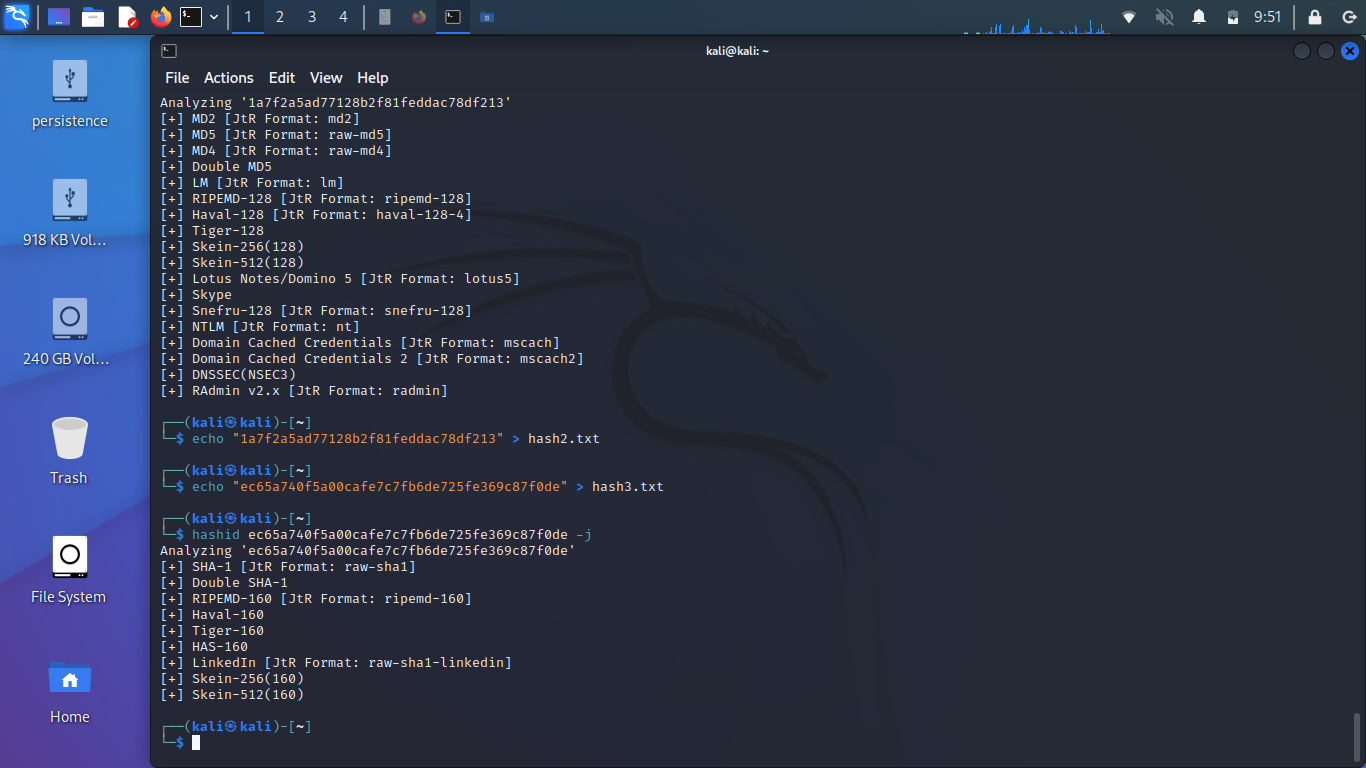 1 2 3 4 9:51
kali@kali: ~
File Actions Edit View Help
persistence
918 KB Vol...
240 GB Vol...
Trash
File System
Home
Analyzing '1a7f2a5ad77128b2f81feddac78df213'
[+] MD2 [JtR Format: md2]
[+] MD5 [JtR Format: raw-md5]
[+] MD4 [JtR Format: raw-md4]
[+] Double MD5
[+] LM [JtR Format: lm]
[+] RIPEMD-128 [JtR Format: ripemd-128]
[+] Haval-128 [JtR Format: haval-128-4]
[+] Tiger-128
[+] Skein-256(128)
[+] Skein-512(128)
[+] Lotus Notes/Domino 5 [JtR Format: lotus5]
[+] Skype
[+] Snefru-128 [JtR Format: snefru-128]
[+] NTLM [JtR Format: nt]
[+] Domain Cached Credentials [JtR Format: mscach]
[+] Domain Cached Credentials 2 [JtR Format: mscach2]
[+] DNSSEC(NSEC3)
[+] RAdmin v2.x [JtR Format: radmin]
┌──(kali㉿kali)-[~]
└─$ echo "1a7f2a5ad77128b2f81feddac78df213" > hash2.txt
┌──(kali㉿kali)-[~]
└─$ echo "ec65a740f5a00cafe7c7fb6de725fe369c87f0de" > hash3.txt
┌──(kali㉿kali)-[~]
└─$ hashid ec65a740f5a00cafe7c7fb6de725fe369c87f0de -j
Analyzing 'ec65a740f5a00cafe7c7fb6de725fe369c87f0de'
[+] SHA-1 [JtR Format: raw-sha1]
[+] Double SHA-1
[+] RIPEMD-160 [JtR Format: ripemd-160]
[+] Haval-160
[+] Tiger-160
[+] HAS-160
[+] LinkedIn [JtR Format: raw-sha1-linkedin]
[+] Skein-256(160)
[+] Skein-512(160)
┌──(kali㉿kali)-[~]
└─$